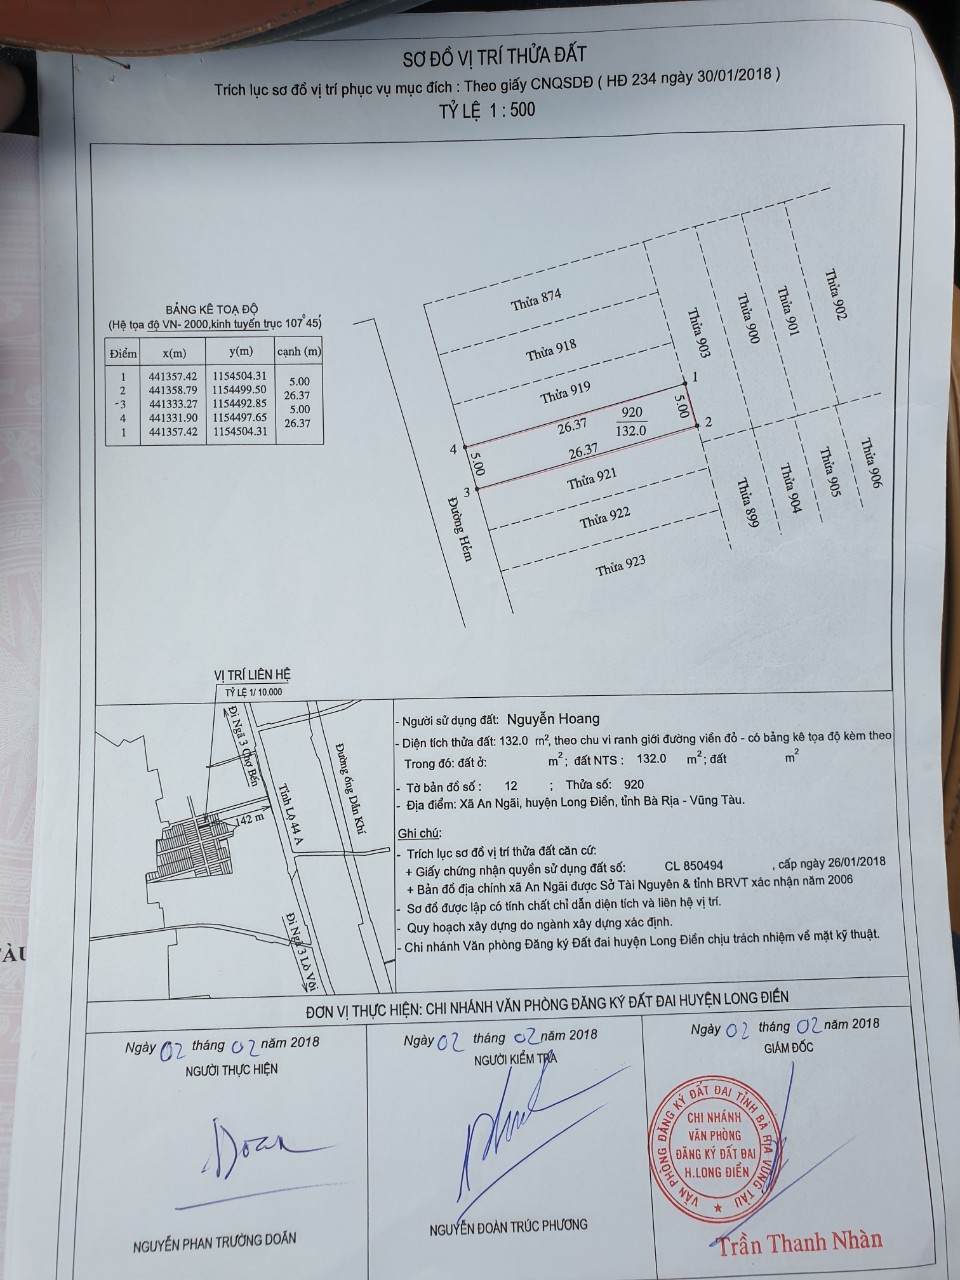 SƠ ĐỒ VỊ TRÍ THỬA ĐẤT
Trích lục sơ đồ vị trí phục vụ mục đích : Theo giấy CNQSDĐ ( HĐ 234 ngày 30/01/2018 )
TỶ LỆ 1 : 500
BẢNG KÊ TOẠ ĐỘ
(Hệ tọa độ VN- 2000,kinh tuyến trục 107°45')
Điểm x(m) y(m) cạnh (m)
1 441357.42 1154504.31
5.00
2 441358.79 1154499.50
26.37
3 441333.27 1154492.85
5.00
4 441331.90 1154497.65
26.37
1 441357.42 1154504.31
Thửa 874
Thửa 918
Thửa 919
Thửa 903
Thửa 900
Thửa 901
Thửa 902
1
2
3
4
26.37
920
132.0
5.00
26.37
5.00
Thửa 921
Thửa 922
Thửa 923
Thửa 899
Thửa 904
Thửa 905
Thửa 906
Đường Hẻm
VỊ TRÍ LIÊN HỆ
TỶ LỆ 1/ 10.000
Đi Ngã 3 Chợ Bến
Tỉnh Lộ 44 A
Đường ống Dẫn Khí
142 m
Đi Ngã 3 Lò Vôi
- Người sử dụng đất: Nguyễn Hoang
- Diện tích thửa đất: 132.0 m², theo chu vi ranh giới đường viền đỏ - có bảng kê tọa độ kèm theo
Trong đó: đất ở: m² ; đất NTS : 132.0 m² ; đất m²
- Tờ bản đồ số : 12 ; Thửa số: 920
- Địa điểm: Xã An Ngãi, huyện Long Điền, tỉnh Bà Rịa - Vũng Tàu.
Ghi chú:
- Trích lục sơ đồ vị trí thửa đất căn cứ:
+ Giấy chứng nhận quyền sử dụng đất số: CL 850494 , cấp ngày 26/01/2018
+ Bản đồ địa chính xã An Ngãi được Sở Tài Nguyên & tỉnh BRVT xác nhận năm 2006
- Sơ đồ được lập có tính chất chỉ dẫn diện tích và liên hệ vị trí.
- Quy hoạch xây dựng do ngành xây dựng xác định.
- Chi nhánh Văn phòng Đăng ký Đất đai huyện Long Điền chịu trách nhiệm về mặt kỹ thuật.
ĐƠN VỊ THỰC HIỆN: CHI NHÁNH VĂN PHÒNG ĐĂNG KÝ ĐẤT ĐAI HUYỆN LONG ĐIỀN
Ngày 02 tháng 02 năm 2018
NGƯỜI THỰC HIỆN
Doan
NGUYỄN PHAN TRƯỜNG DOÃN
Ngày 02 tháng 02 năm 2018
NGƯỜI KIỂM TRA
NGUYỄN ĐOÀN TRÚC PHƯƠNG
Ngày 02 tháng 02 năm 2018
GIÁM ĐỐC
VĂN PHÒNG ĐĂNG KÝ ĐẤT ĐAI TỈNH BÀ RỊA VŨNG TÀU
CHI NHÁNH
VĂN PHÒNG
ĐĂNG KÝ ĐẤT ĐAI
H.LONG ĐIỀN
Trần Thanh Nhàn